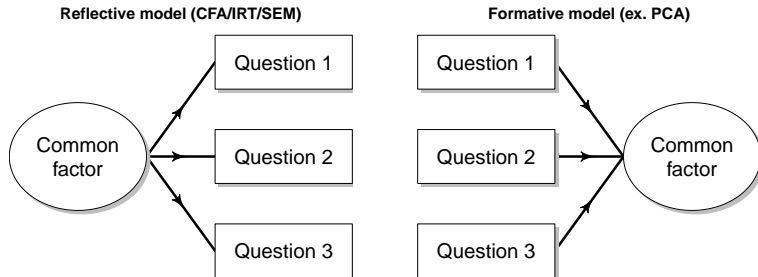 Reflective model (CFA/IRT/SEM)
Question 1
Common
factor
Question 2
Question 3
Formative model (ex. PCA)
Question 1
Question 2
Common
factor
Question 3